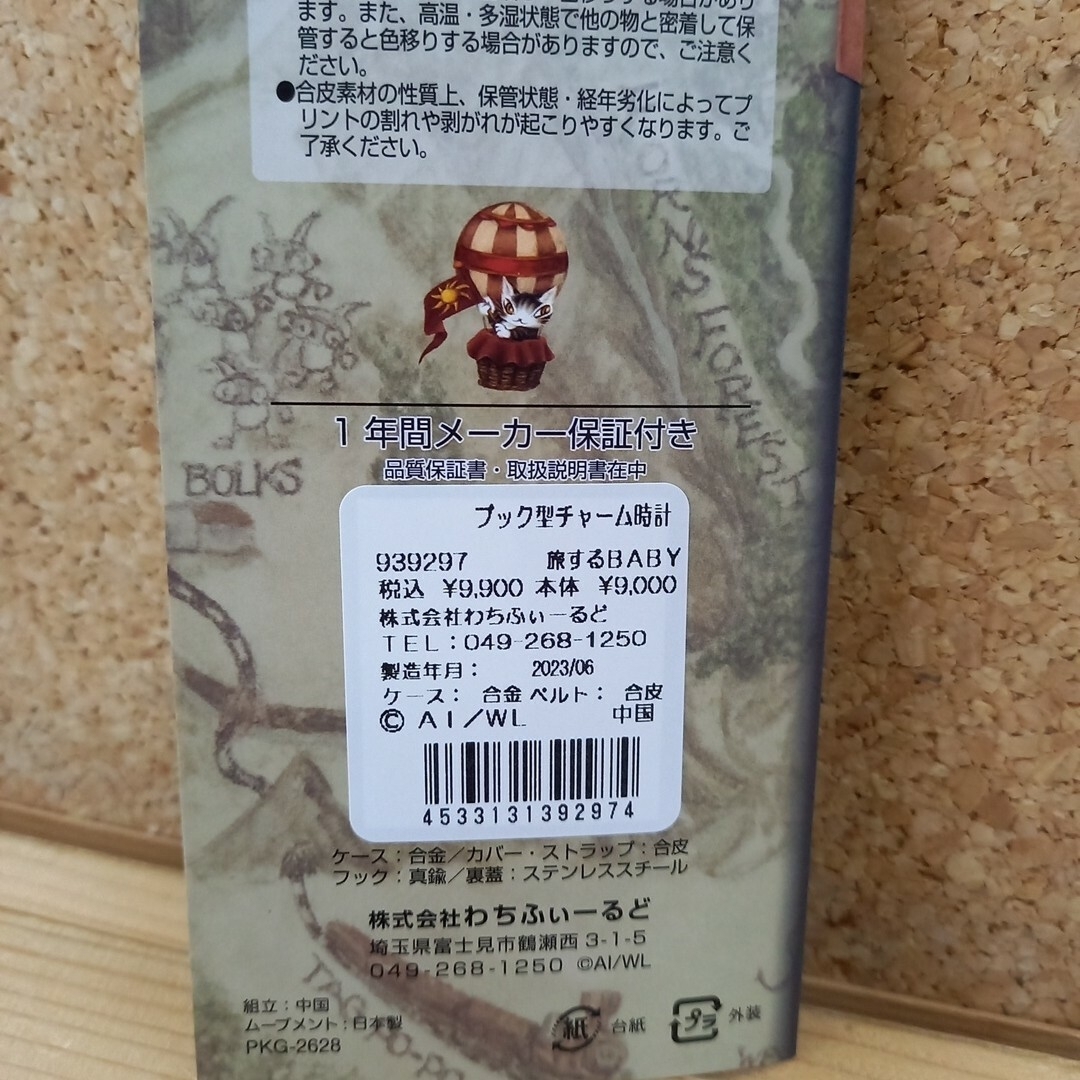 ます。また、高温・多湿状態で他の物と密着して保
管すると色移りする場合がありますので、ご注意く
ださい。
●合皮素材の性質上、保管状態・経年劣化によってプ
リントの割れや剥がれが起こりやすくなります。ご
了承ください。
BOLKS
1年間メーカー保証付き
品質保証書・取扱説明書在中
ブック型チャーム時計
939297 旅するBABY
税込 ¥9,900 本体 ¥9,000
株式会社わちふぃーるど
TEL:049-268-1250
製造年月: 2023/06
ケース: 合金 ベルト: 合皮
© AI/WL 中国
4533131392974
ケース:合金/カバー・ストラップ:合皮
フック:真鍮/裏蓋:ステンレススチール
株式会社わちふぃーるど
埼玉県富士見市鶴瀬西3-1-5
049-268-1250 ©AI/WL
組立:中国
ムーブメント:日本製
PKG-2628
紙 台紙
プラ 外装